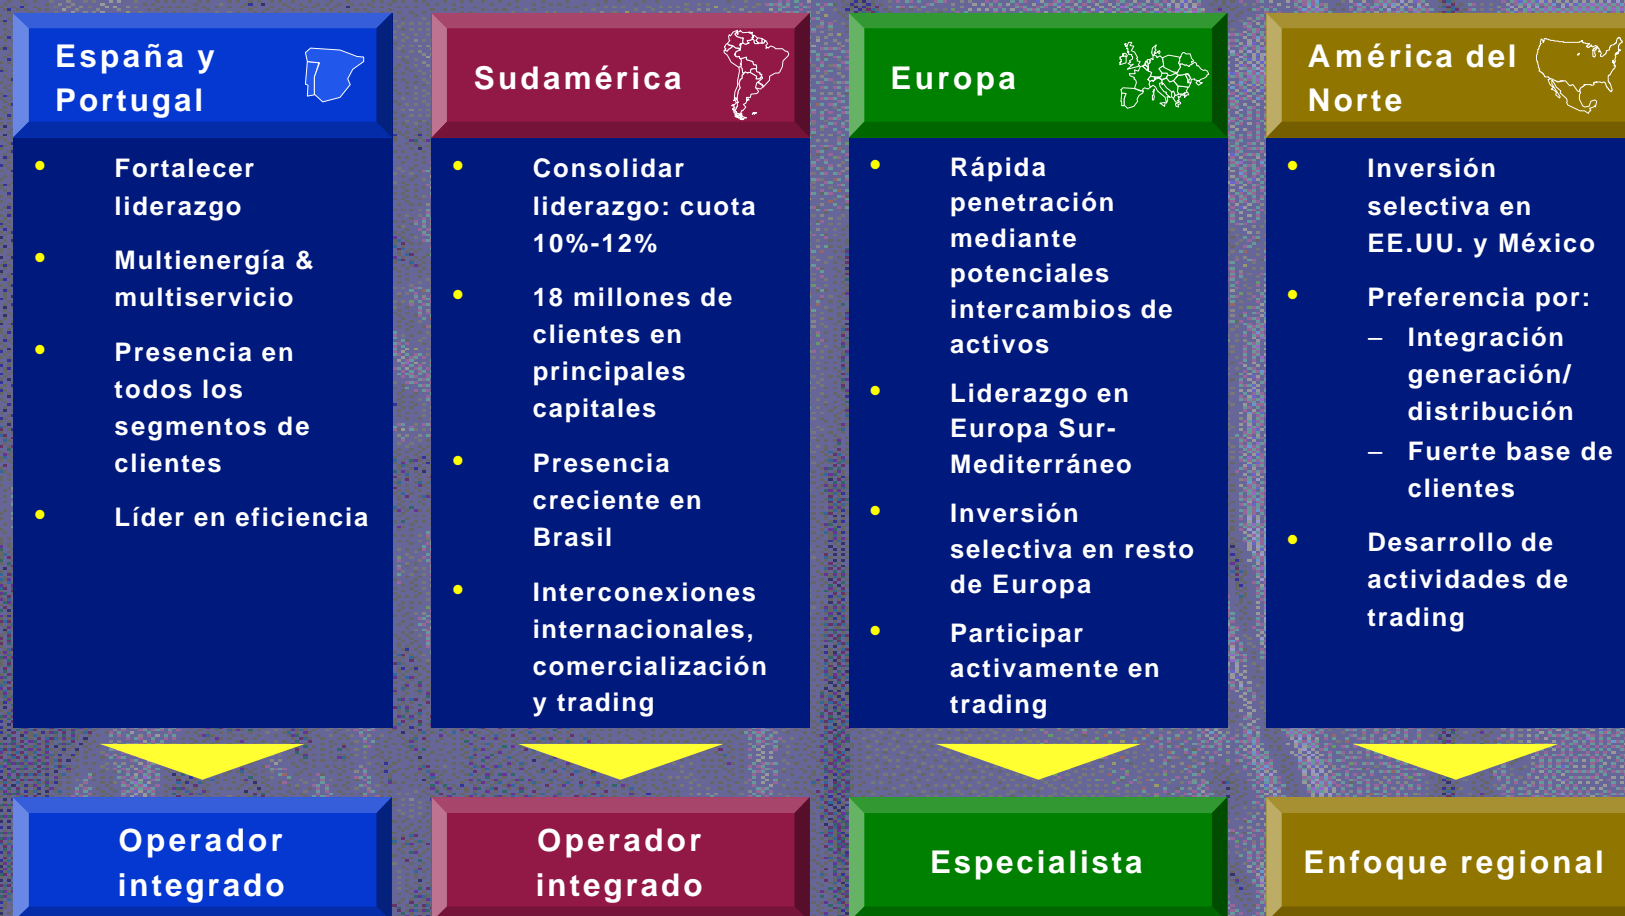 España y
Portugal
• Fortalecer
liderazgo
• Multienergía &
multiservicio
• Presencia en
todos los
segmentos de
clientes
• Líder en eficiencia
Operador
integrado
Sudamérica
• Consolidar
liderazgo: cuota
10%-12%
• 18 millones de
clientes en
principales
capitales
• Presencia
creciente en
Brasil
• Interconexiones
internacionales,
comercialización
y trading
Operador
integrado
Europa
• Rápida
penetración
mediante
potenciales
intercambios de
activos
• Liderazgo en
Europa Sur-
Mediterráneo
• Inversión
selectiva en resto
de Europa
• Participar
activamente en
trading
Especialista
América del
Norte
• Inversión
selectiva en
EE.UU. y México
• Preferencia por:
– Integración
generación/
distribución
– Fuerte base de
clientes
• Desarrollo de
actividades de
trading
Enfoque regional